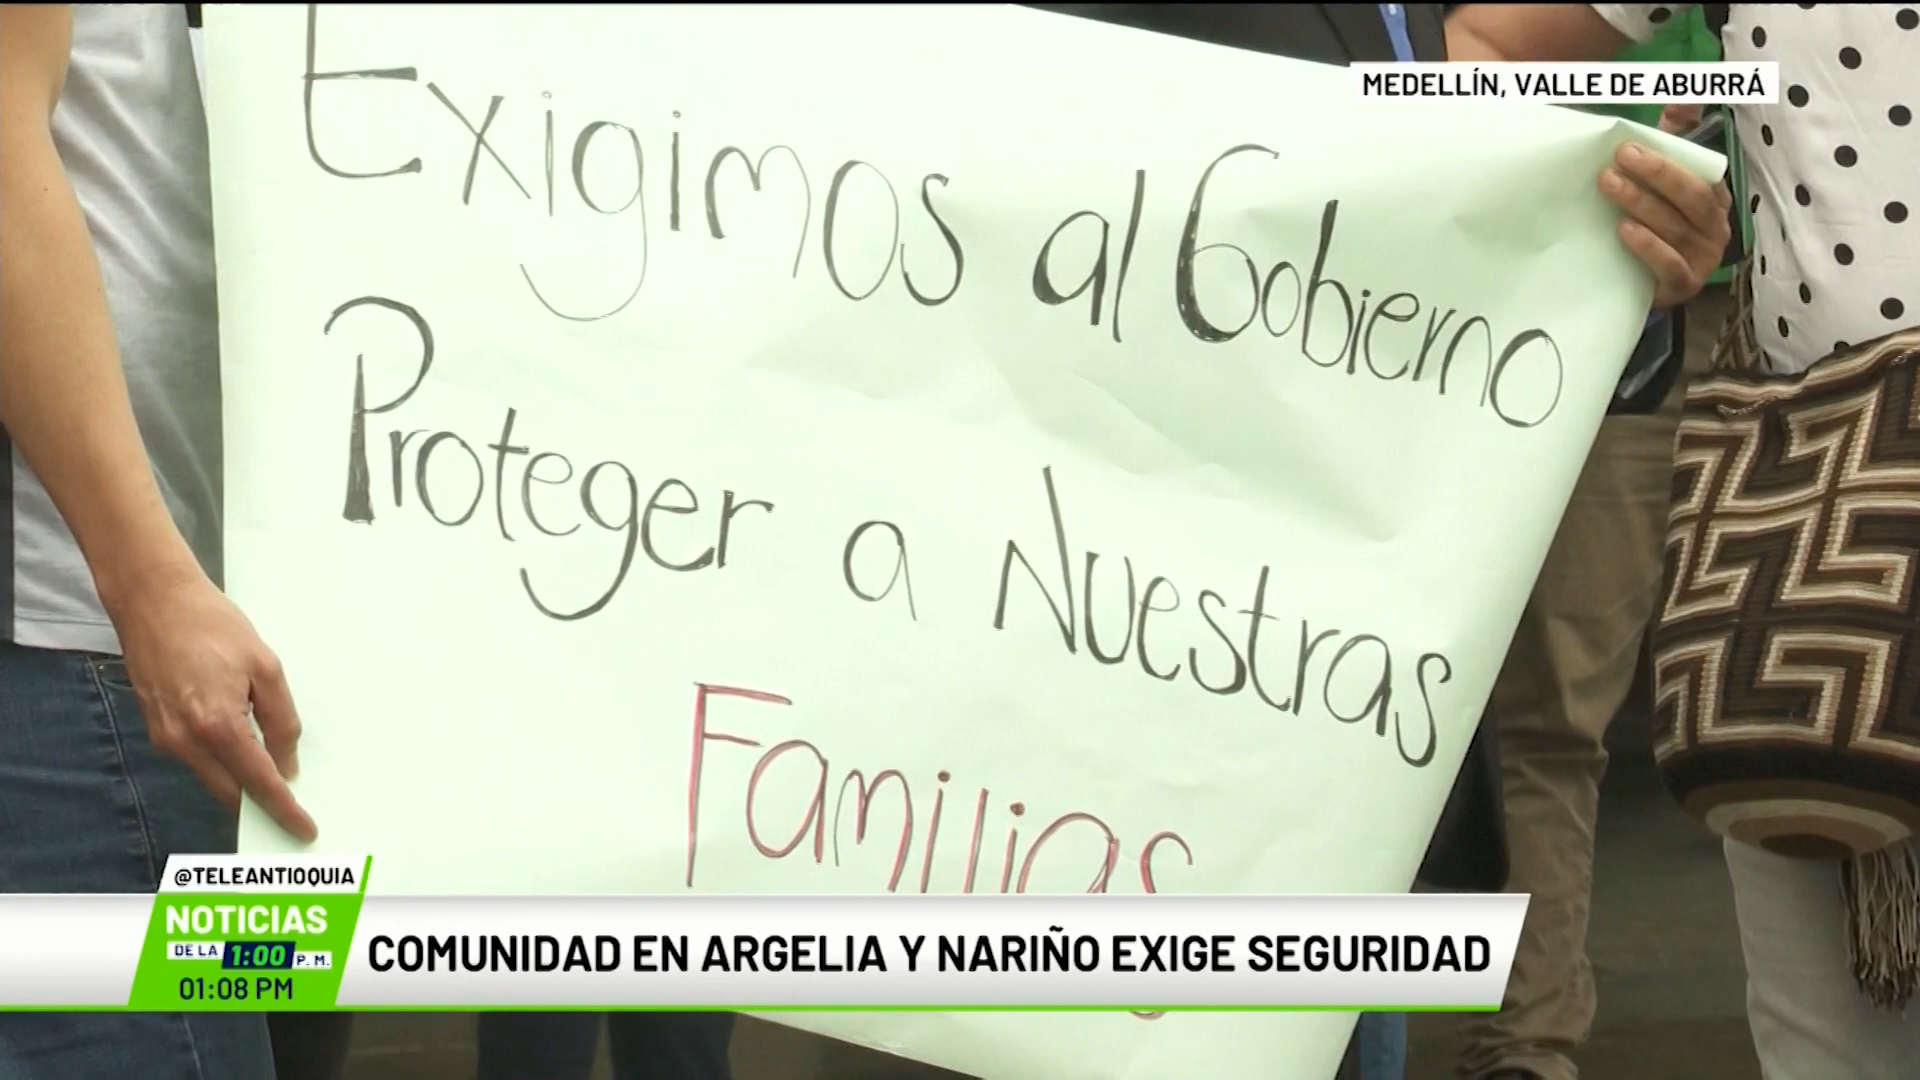 MEDELLÍN, VALLE DE ABURRÁ
Exigimos al Gobierno
Proteger a Nuestras
Familias
@TELEANTIOQUIA
NOTICIAS
DE LA 1:00 P. M.
01:08 PM
COMUNIDAD EN ARGELIA Y NARIÑO EXIGE SEGURIDAD